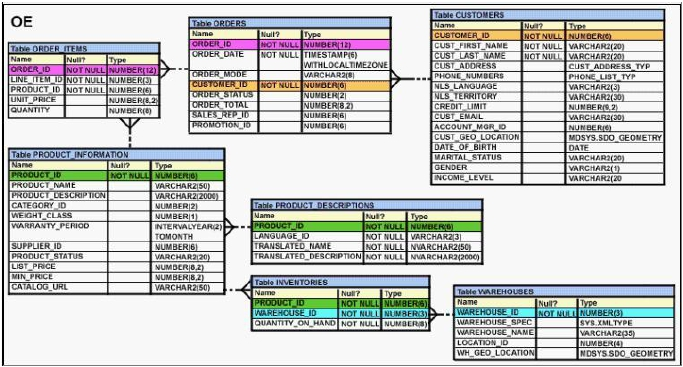 OE
Table ORDER_ITEMS
Name Null? Type
ORDER_ID NOT NULL NUMBER(12)
LINE_ITEM_ID NOT NULL NUMBER(3)
PRODUCT_ID NOT NULL NUMBER(6)
UNIT_PRICE NUMBER(8,2)
QUANTITY NUMBER(8)
Table ORDERS
Name Null? Type
ORDER_ID NOT NULL NUMBER(12)
ORDER_DATE NOT NULL TIMESTAMP(6)
WITHLOCALTIMEZONE
ORDER_MODE VARCHAR2(8)
CUSTOMER_ID NOT NULL NUMBER(6)
ORDER_STATUS NUMBER(2)
ORDER_TOTAL NUMBER(8,2)
SALES_REP_ID NUMBER(6)
PROMOTION_ID NUMBER(6)
Table CUSTOMERS
Name Null? Type
CUSTOMER_ID NOT NULL NUMBER(6)
CUST_FIRST_NAME NOT NULL VARCHAR2(20)
CUST_LAST_NAME NOT NULL VARCHAR2(20)
CUST_ADDRESS CUST_ADDRESS_TYP
PHONE_NUMBERS PHONE_LIST_TYP
NLS_LANGUAGE VARCHAR2(3)
NLS_TERRITORY VARCHAR2(30)
CREDIT_LIMIT NUMBER(9,2)
CUST_EMAIL VARCHAR2(30)
ACCOUNT_MGR_ID NUMBER(6)
CUST_GEO_LOCATION MDSYS.SDO_GEOMETRY
DATE_OF_BIRTH DATE
MARITAL_STATUS VARCHAR2(20)
GENDER VARCHAR2(1)
INCOME_LEVEL VARCHAR2(20
Table PRODUCT_INFORMATION
Name Null? Type
PRODUCT_ID NOT NULL NUMBER(6)
PRODUCT_NAME VARCHAR2(50)
PRODUCT_DESCRIPTION VARCHAR2(2000)
CATEGORY_ID NUMBER(2)
WEIGHT_CLASS NUMBER(1)
WARRANTY_PERIOD INTERVALYEAR(2)
TOMONTH
SUPPLIER_ID NUMBER(6)
PRODUCT_STATUS VARCHAR2(20)
LIST_PRICE NUMBER(8,2)
MIN_PRICE NUMBER(8,2)
CATALOG_URL VARCHAR2(50)
Table PRODUCT_DESCRIPTIONS
Name Null? Type
PRODUCT_ID NOT NULL NUMBER(6)
LANGUAGE_ID NOT NULL VARCHAR2(3)
TRANSLATED_NAME NOT NULL NVARCHAR(50)
TRANSLATED_DESCRIPTION NOT NULL NVARCHAR2(2000)
Table INVENTORIES
Name Null? Type
PRODUCT_ID NOT NULL NUMBER(6)
WAREHOUSE_ID NOT NULL NUMBER(3)
QUANTITY_ON_HAND NOT NULL NUMBER(8)
Table WAREHOUSES
Name Null? Type
WAREHOUSE_ID NOT NULL NUMBER(3)
WAREHOUSE_SPEC SYS.XMLTYPE
WAREHOUSE_NAME VARCHAR2(35)
LOCATION_ID NUMBER(4)
WH_GEO_LOCATION MDSYS.SDO_GEOMETRY